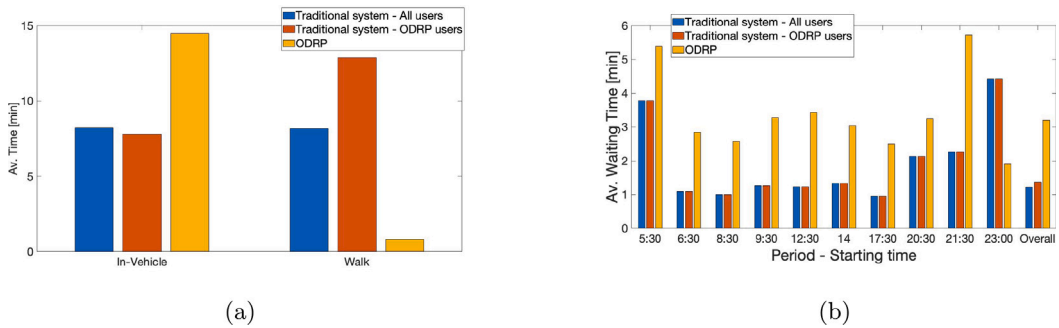 15
10
5
0
Av. Time [min]
Traditional system - All users
Traditional system - ODRP users
ODRP
In-Vehicle
Walk
(a)
6
5
4
3
2
1
0
Av. Waiting Time [min]
Traditional system - All users
Traditional system - ODRP users
ODRP
5:30 6:30 8:30 9:30 12:30 14 17:30 20:30 21:30 23:00 Overall
Period - Starting time
(b)